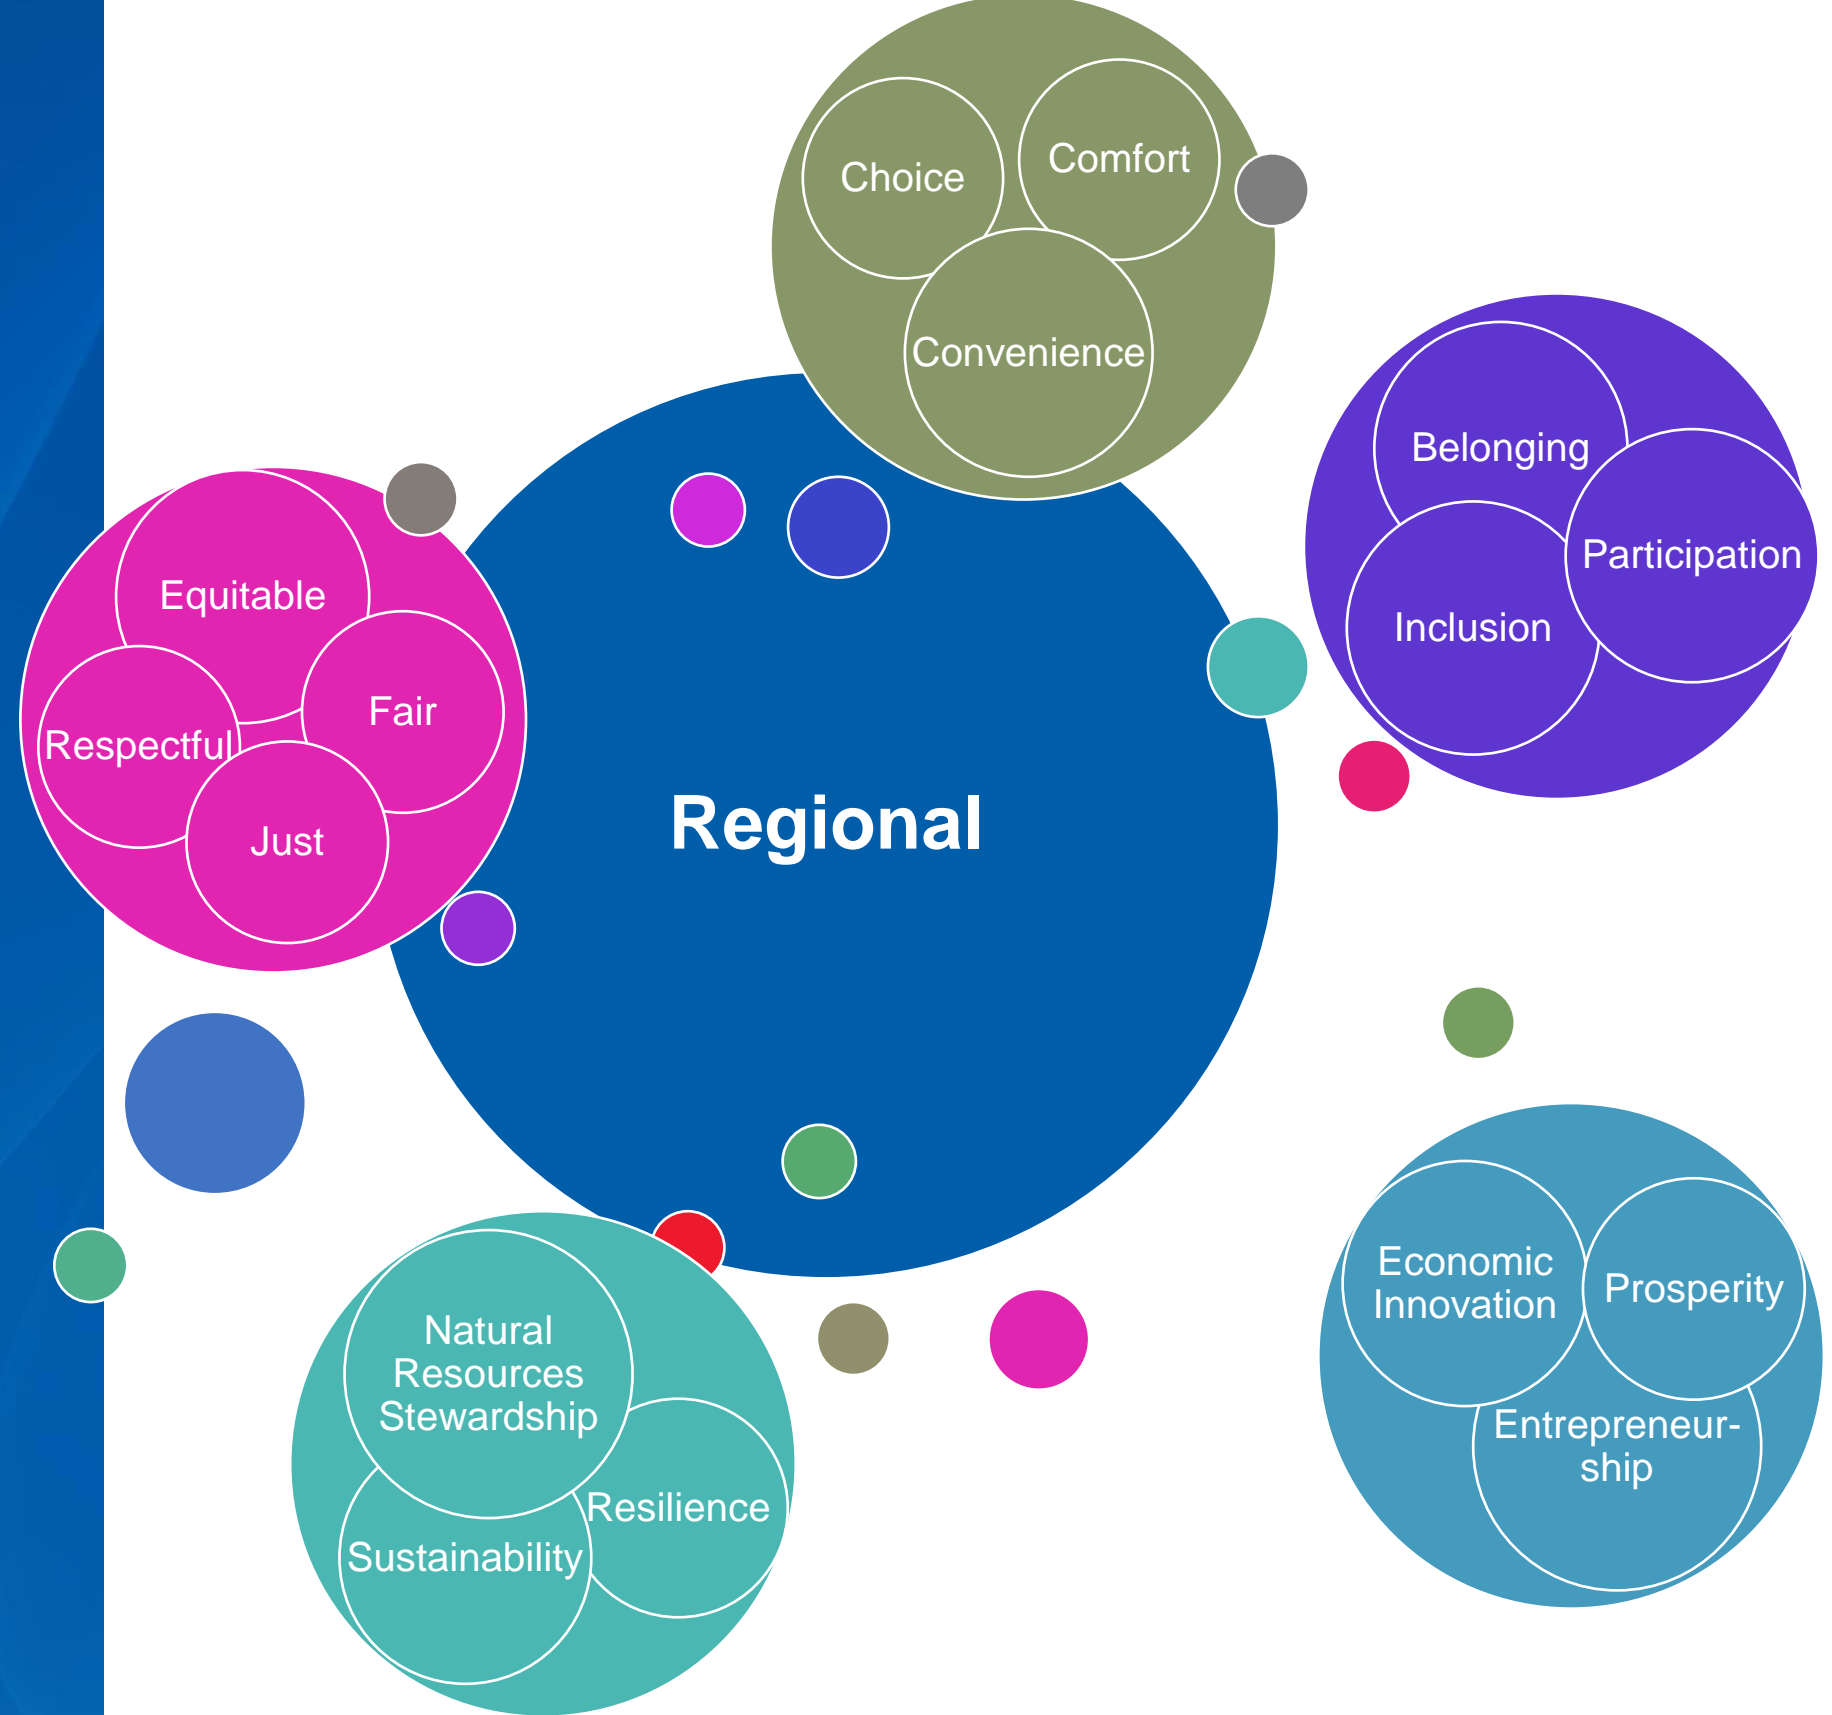 Choice
Comfort
Convenience
Belonging
Participation
Inclusion
Equitable
Fair
Respectful
Just
Regional
Economic
Innovation
Prosperity
Entrepreneur-
ship
Natural
Resources
Stewardship
Resilience
Sustainability